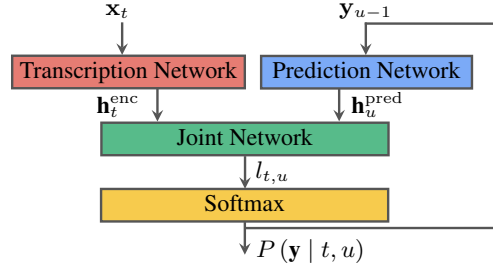 𝐱_t 𝐲_{u−1}
Transcription Network Prediction Network
𝐡_t^{enc} 𝐡_u^{pred}
Joint Network
l_{t,u}
Softmax
P (𝐲 | t, u)